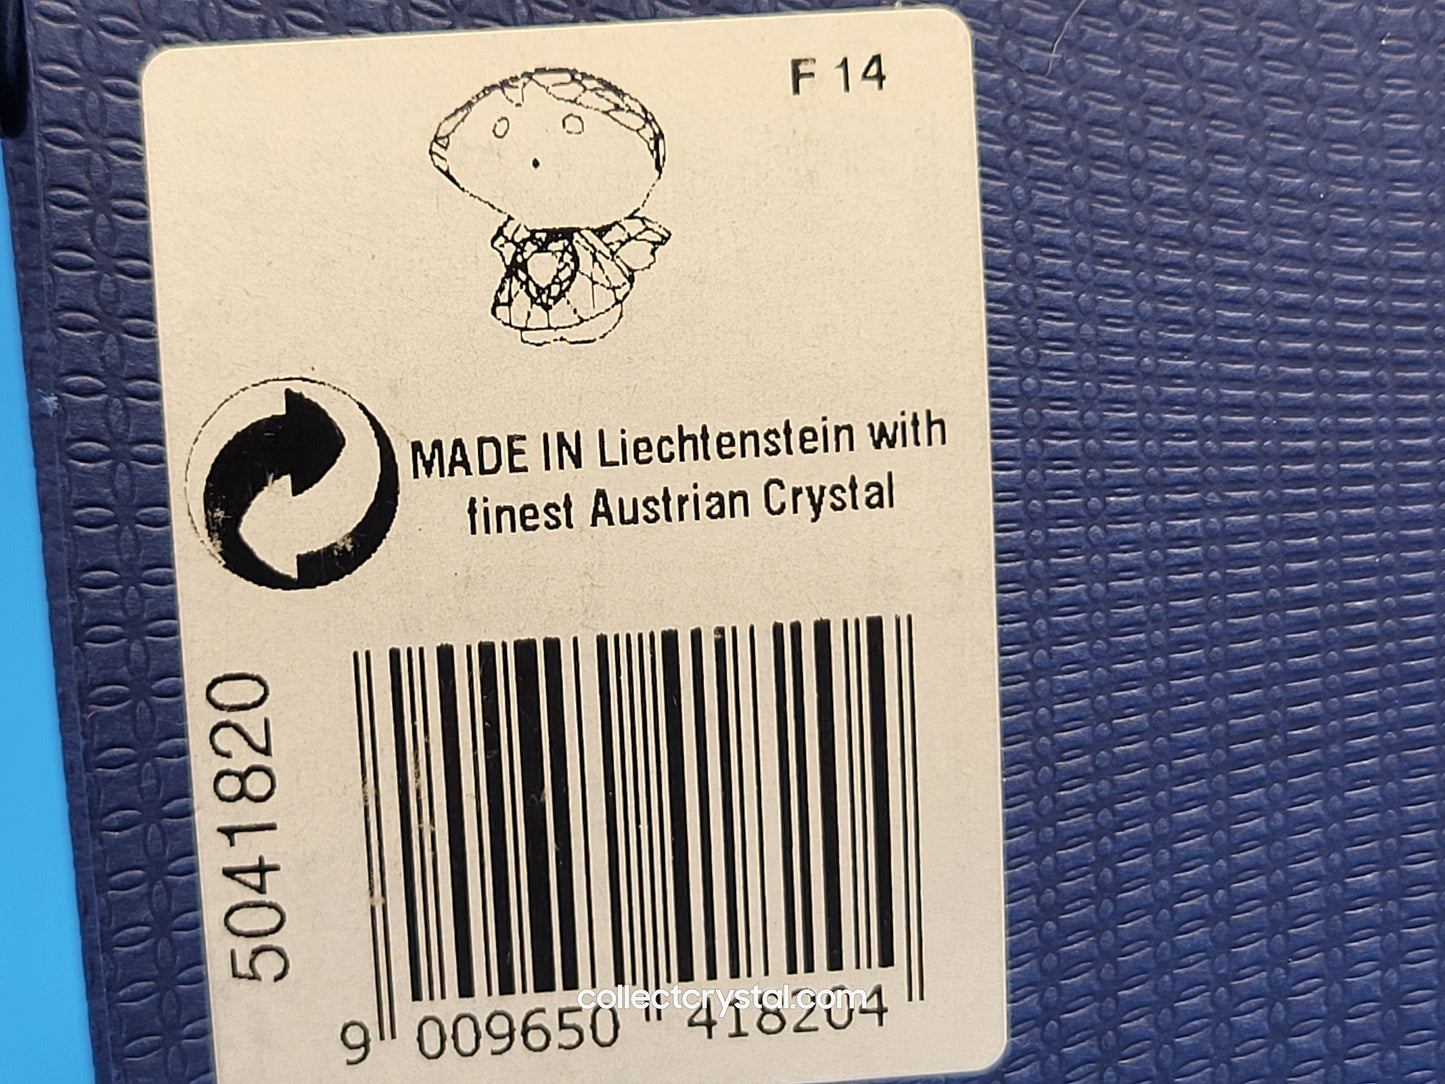 F 14
MADE IN Liechtenstein with
finest Austrian Crystal
5041820
9 009650 418204
collectcrystal.com